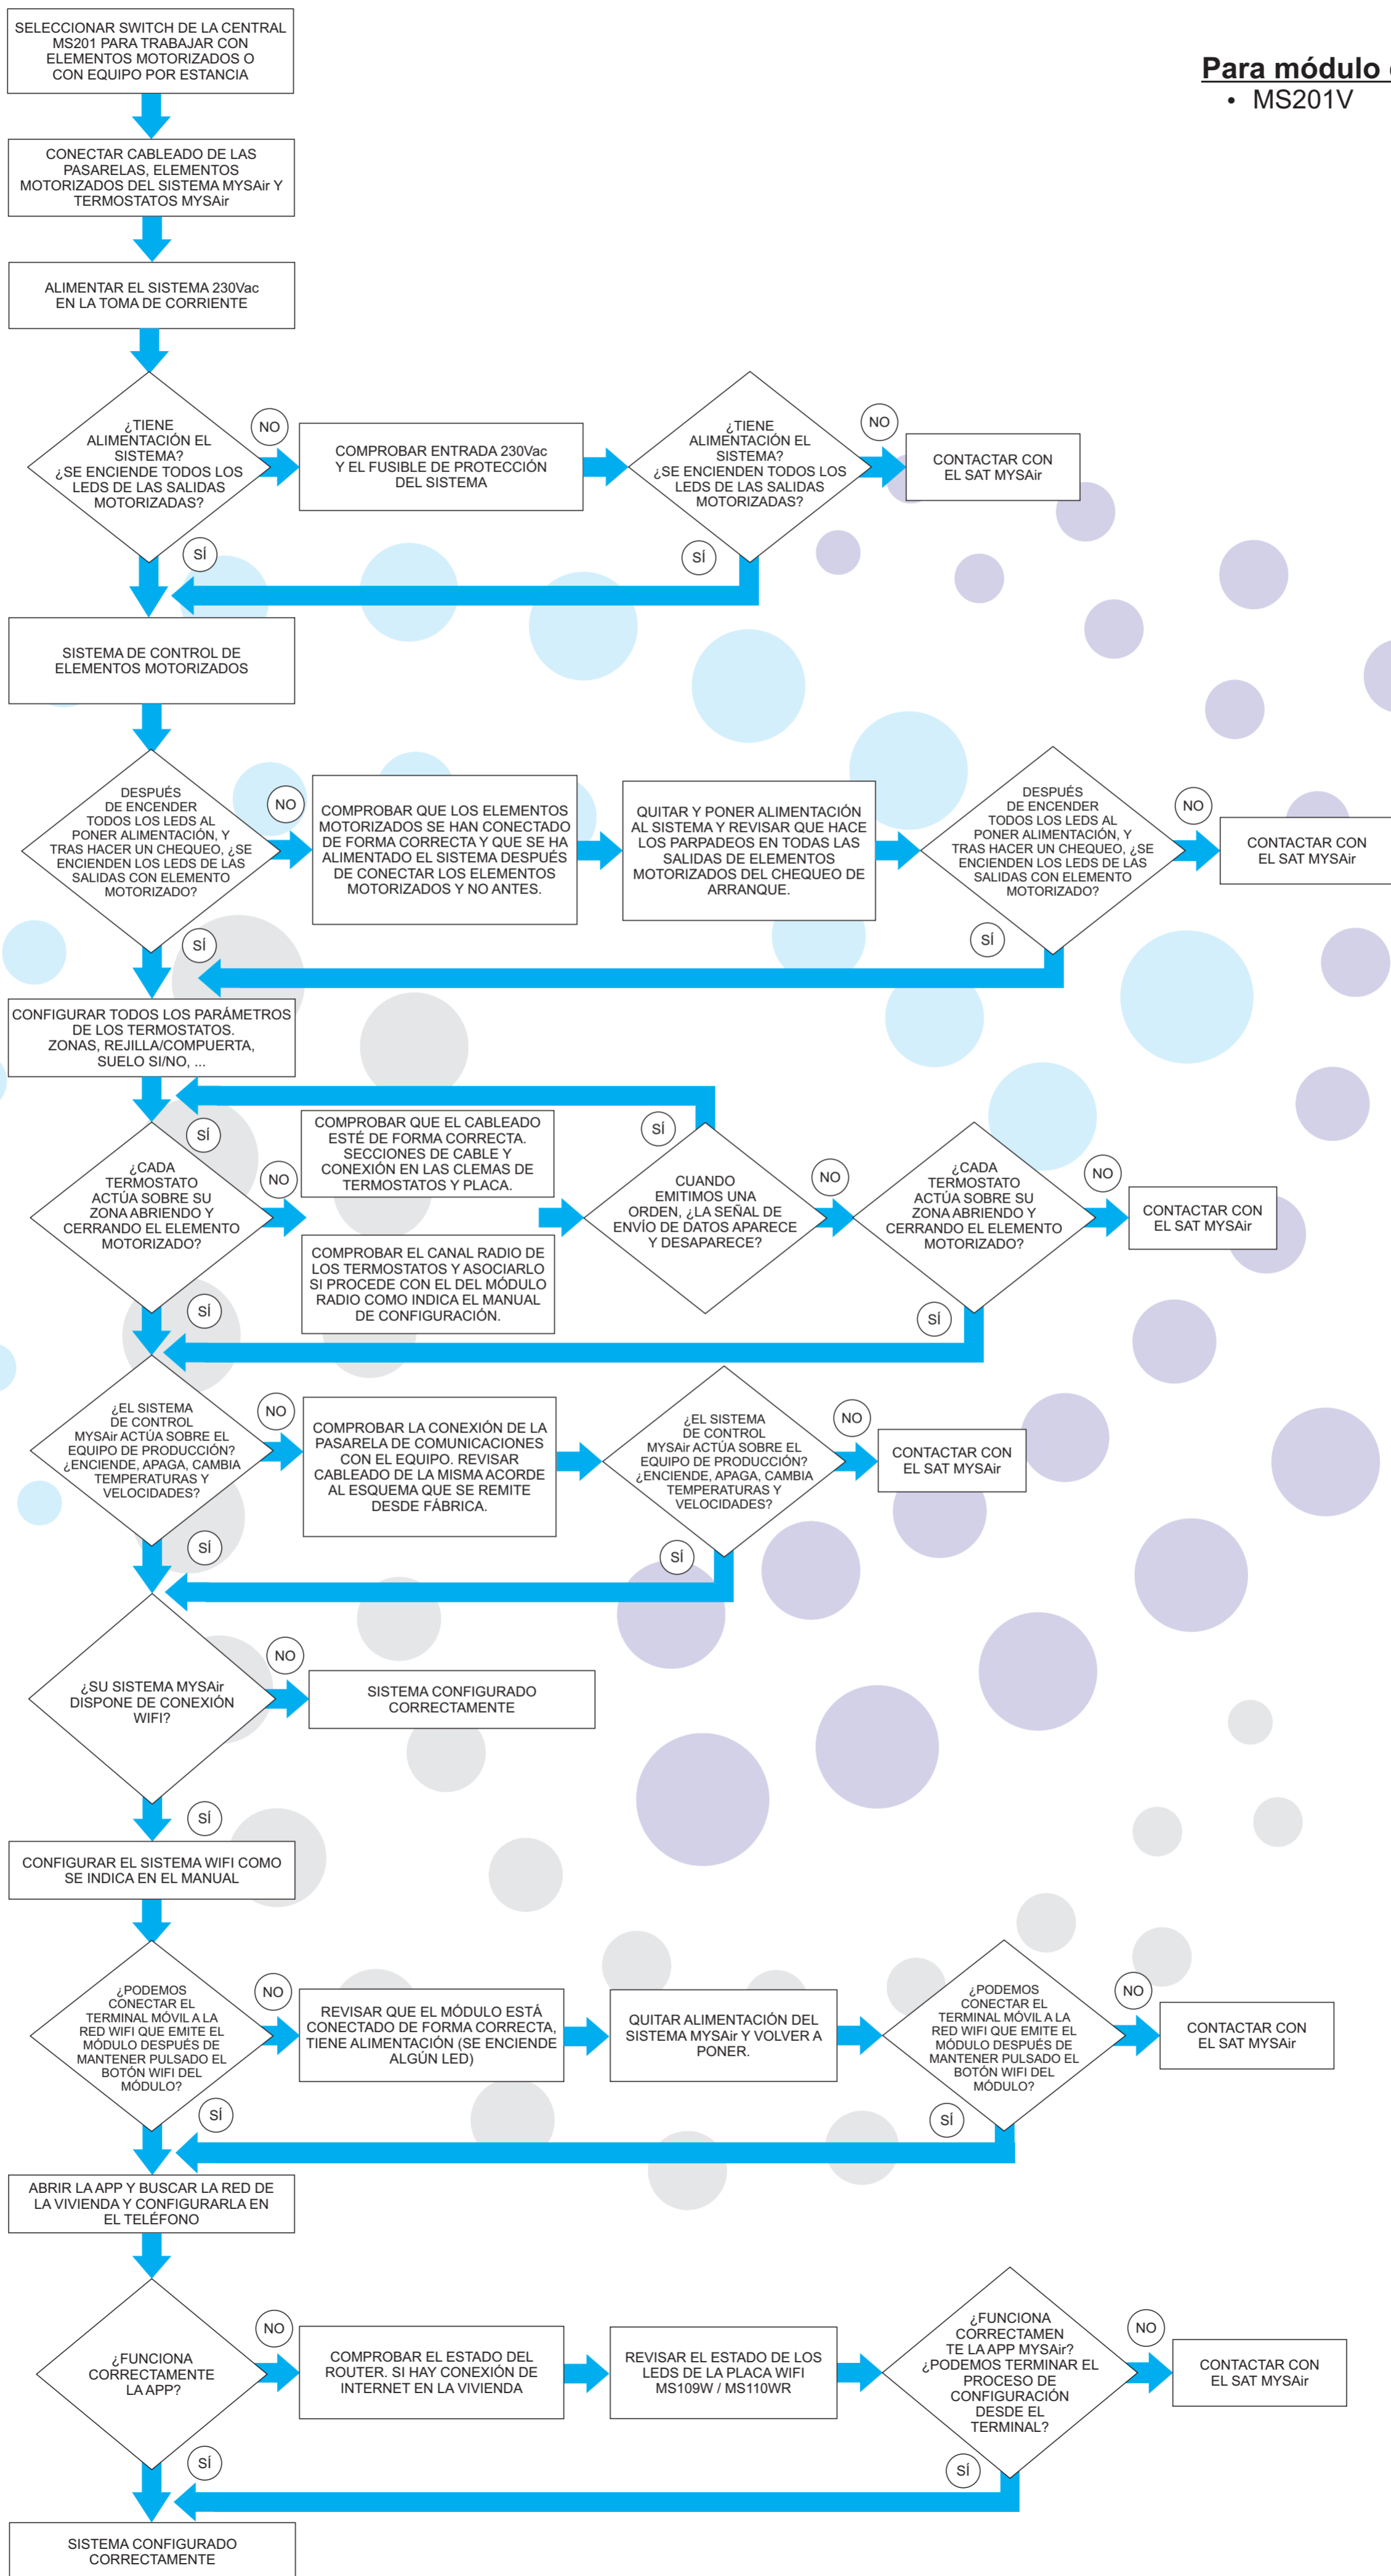 SELECCIONAR SWITCH DE LA CENTRAL
MS201 PARA TRABAJAR CON
ELEMENTOS MOTORIZADOS O
CON EQUIPO POR ESTANCIA
Para módulo
• MS201V
CONECTAR CABLEADO DE LAS
PASARELAS, ELEMENTOS
MOTORIZADOS DEL SISTEMA MYSAir Y
TERMOSTATOS MYSAir
ALIMENTAR EL SISTEMA 230Vac
EN LA TOMA DE CORRIENTE
¿TIENE
ALIMENTACIÓN EL
SISTEMA?
¿SE ENCIENDE TODOS LOS
LEDS DE LAS SALIDAS
MOTORIZADAS?
NO
COMPROBAR ENTRADA 230Vac
Y EL FUSIBLE DE PROTECCIÓN
DEL SISTEMA
¿TIENE
ALIMENTACIÓN EL
SISTEMA?
¿SE ENCIENDEN TODOS LOS
LEDS DE LAS SALIDAS
MOTORIZADAS?
NO
CONTACTAR CON
EL SAT MYSAir
SÍ
SÍ
SISTEMA DE CONTROL DE
ELEMENTOS MOTORIZADOS
DESPUÉS
DE ENCENDER
TODOS LOS LEDS AL
PONER ALIMENTACIÓN, Y
TRAS HACER UN CHEQUEO, ¿SE
ENCIENDEN LOS LEDS DE LAS
SALIDAS CON ELEMENTO
MOTORIZADO?
NO
COMPROBAR QUE LOS ELEMENTOS
MOTORIZADOS SE HAN CONECTADO
DE FORMA CORRECTA Y QUE SE HA
ALIMENTADO EL SISTEMA DESPUÉS
DE CONECTAR LOS ELEMENTOS
MOTORIZADOS Y NO ANTES.
QUITAR Y PONER ALIMENTACIÓN
AL SISTEMA Y REVISAR QUE HACE
LOS PARPADEOS EN TODAS LAS
SALIDAS DE ELEMENTOS
MOTORIZADOS DEL CHEQUEO DE
ARRANQUE.
DESPUÉS
DE ENCENDER
TODOS LOS LEDS AL
PONER ALIMENTACIÓN, Y
TRAS HACER UN CHEQUEO, ¿SE
ENCIENDEN LOS LEDS DE LAS
SALIDAS CON ELEMENTO
MOTORIZADO?
NO
CONTACTAR CON
EL SAT MYSAir
SÍ
SÍ
CONFIGURAR TODOS LOS PARÁMETROS
DE LOS TERMOSTATOS.
ZONAS, REJILLA/COMPUERTA,
SUELO SI/NO, ...
SÍ
¿CADA
TERMOSTATO
ACTÚA SOBRE SU
ZONA ABRIENDO Y
CERRANDO EL ELEMENTO
MOTORIZADO?
NO
COMPROBAR QUE EL CABLEADO
ESTÉ DE FORMA CORRECTA.
SECCIONES DE CABLE Y
CONEXIÓN EN LAS CLEMAS DE
TERMOSTATOS Y PLACA.
COMPROBAR EL CANAL RADIO DE
LOS TERMOSTATOS Y ASOCIARLO
SI PROCEDE CON EL DEL MÓDULO
RADIO COMO INDICA EL MANUAL
DE CONFIGURACIÓN.
SÍ
CUANDO
EMITIMOS UNA
ORDEN, ¿LA SEÑAL DE
ENVÍO DE DATOS APARECE
Y DESAPARECE?
NO
¿CADA
TERMOSTATO
ACTÚA SOBRE SU
ZONA ABRIENDO Y
CERRANDO EL ELEMENTO
MOTORIZADO?
NO
CONTACTAR CON
EL SAT MYSAir
SÍ
SÍ
¿EL SISTEMA
DE CONTROL
MYSAir ACTÚA SOBRE EL
EQUIPO DE PRODUCCIÓN?
¿ENCIENDE, APAGA, CAMBIA
TEMPERATURAS Y
VELOCIDADES?
NO
COMPROBAR LA CONEXIÓN DE LA
PASARELA DE COMUNICACIONES
CON EL EQUIPO. REVISAR
CABLEADO DE LA MISMA ACORDE
AL ESQUEMA QUE SE REMITE
DESDE FÁBRICA.
¿EL SISTEMA
DE CONTROL
MYSAir ACTÚA SOBRE EL
EQUIPO DE PRODUCCIÓN?
¿ENCIENDE, APAGA, CAMBIA
TEMPERATURAS Y
VELOCIDADES?
NO
CONTACTAR CON
EL SAT MYSAir
SÍ
SÍ
¿SU SISTEMA MYSAir
DISPONE DE CONEXIÓN
WIFI?
NO
SISTEMA CONFIGURADO
CORRECTAMENTE
SÍ
CONFIGURAR EL SISTEMA WIFI COMO
SE INDICA EN EL MANUAL
¿PODEMOS
CONECTAR EL
TERMINAL MÓVIL A LA
RED WIFI QUE EMITE EL
MÓDULO DESPUÉS DE
MANTENER PULSADO EL
BOTÓN WIFI DEL
MÓDULO?
NO
REVISAR QUE EL MÓDULO ESTÁ
CONECTADO DE FORMA CORRECTA,
TIENE ALIMENTACIÓN (SE ENCIENDE
ALGÚN LED)
QUITAR ALIMENTACIÓN DEL
SISTEMA MYSAir Y VOLVER A
PONER.
¿PODEMOS
CONECTAR EL
TERMINAL MÓVIL A LA
RED WIFI QUE EMITE EL
MÓDULO DESPUÉS DE
MANTENER PULSADO EL
BOTÓN WIFI DEL
MÓDULO?
NO
CONTACTAR CON
EL SAT MYSAir
SÍ
SÍ
ABRIR LA APP Y BUSCAR LA RED DE
LA VIVIENDA Y CONFIGURARLA EN
EL TELÉFONO
¿FUNCIONA
CORRECTAMENTE
LA APP?
NO
COMPROBAR EL ESTADO DEL
ROUTER. SI HAY CONEXIÓN DE
INTERNET EN LA VIVIENDA
REVISAR EL ESTADO DE LOS
LEDS DE LA PLACA WIFI
MS109W / MS110WR
¿FUNCIONA
CORRECTAMEN
TE LA APP MYSAir?
¿PODEMOS TERMINAR EL
PROCESO DE
CONFIGURACIÓN
DESDE EL
TERMINAL?
NO
CONTACTAR CON
EL SAT MYSAir
SÍ
SÍ
SISTEMA CONFIGURADO
CORRECTAMENTE